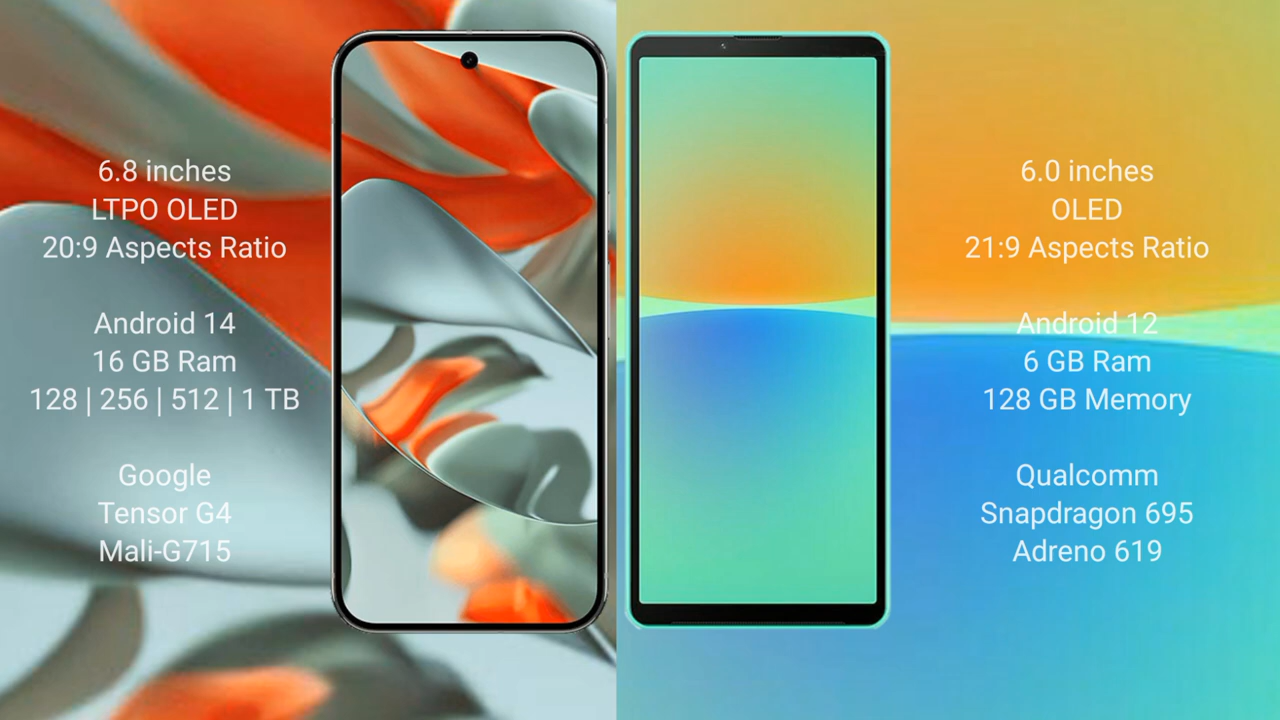 6.8 inches
LTPO OLED
20:9 Aspects Ratio
Android 14
16 GB Ram
128 | 256 | 512 | 1 TB
Google
Tensor G4
Mali-G715
6.0 inches
OLED
21:9 Aspects Ratio
Android 12
6 GB Ram
128 GB Memory
Qualcomm
Snapdragon 695
Adreno 619